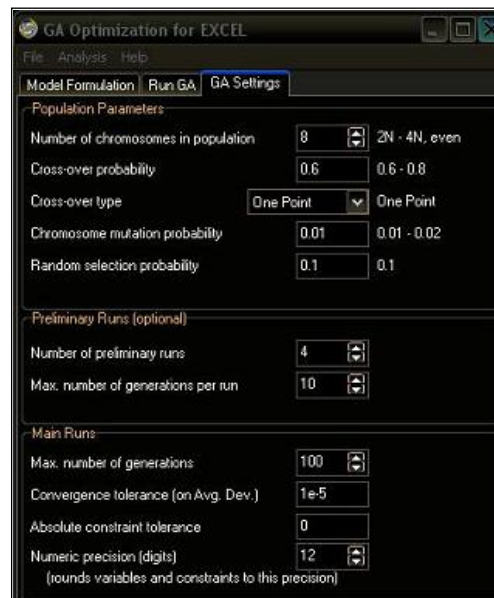 GA Optimization for EXCEL
File Analysis Help
Model Formulation Run GA GA Settings
Population Parameters
Number of chromosomes in population 8 2N - 4N, even
Cross-over probability 0.6 0.6 - 0.8
Cross-over type One Point One Point
Chromosome mutation probability 0.01 0.01 - 0.02
Random selection probability 0.1 0.1
Preliminary Runs (optional)
Number of preliminary runs 4
Max. number of generations per run 10
Main Runs
Max. number of generations 100
Convergence tolerance (on Avg. Dev.) 1e-5
Absolute constraint tolerance 0
Numeric precision (digits) 12
(rounds variables and constraints to this precision)